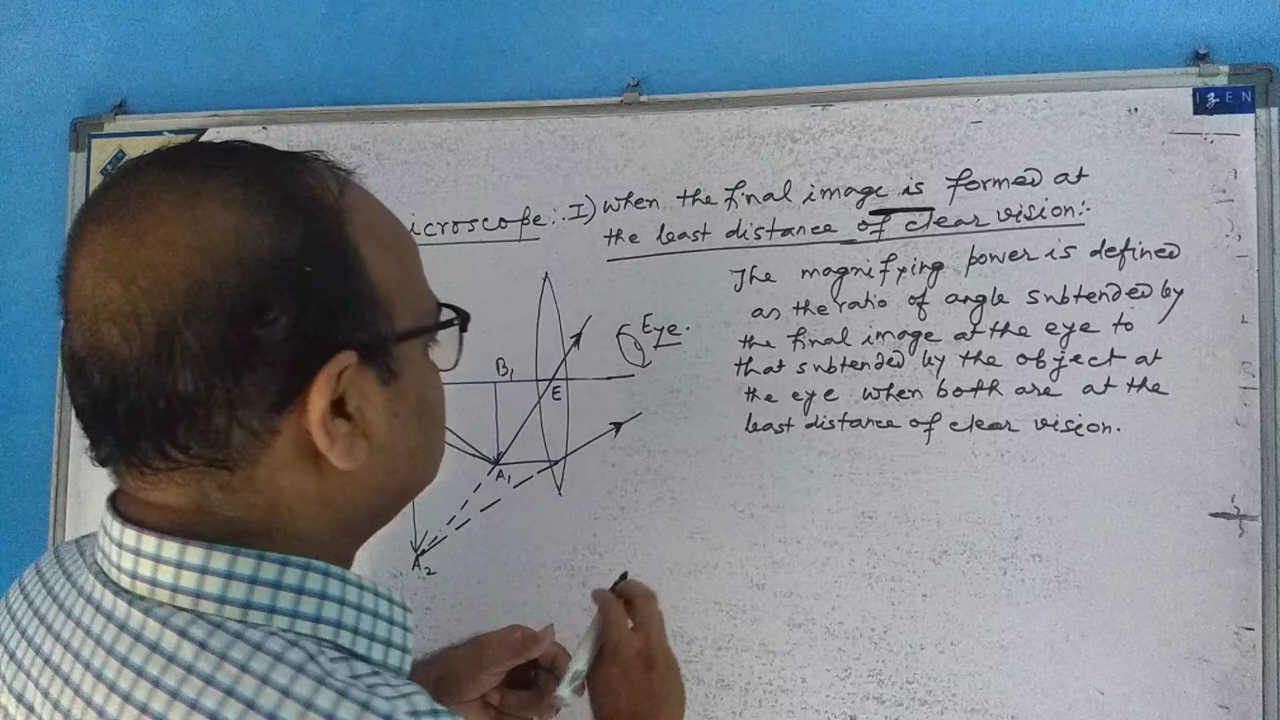 icroscope:. I) when the final image is formed at
the least distance of clear vision:-
The magnifying power is defined
as the ratio of angle subtended by
the final image at the eye to
that subtended by the object at
the eye when both are at the
least distance of clear vision.
Eye.
B1
E
A1
A2